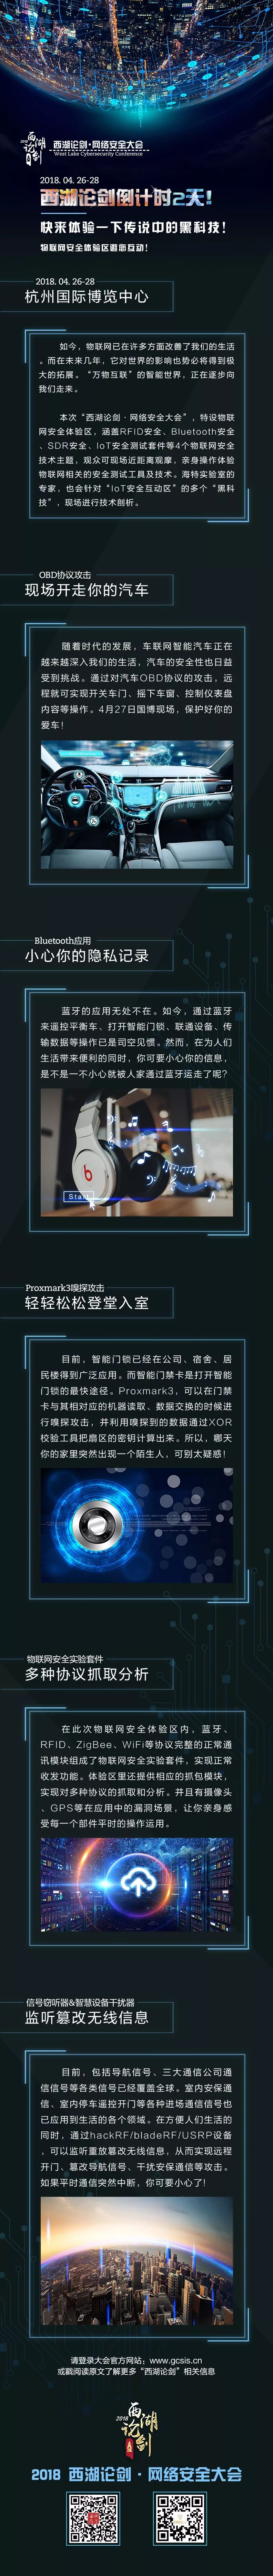 2018
西湖论剑
西湖论剑·网络安全大会
West Lake Cybersecurity Conference
2018. 04. 26-28
西湖论剑倒计时2天!
快来体验一下传说中的黑科技!
物联网安全体验区邀您互动!
2018. 04. 26-28
杭州国际博览中心
如今,物联网已在许多方面改善了我们的生活
。而在未来几年,它对世界的影响也势必将得到极
大的拓展。“万物互联”的智能世界,正在逐步向
我们走来。
本次“西湖论剑·网络安全大会”,特设物联
网安全体验区,涵盖RFID安全、Bluetooth安全
、SDR安全、IoT安全测试套件等4个物联网安全
技术主题,观众可现场近距离观摩,亲身操作体验
物联网相关的安全测试工具及技术。海特实验室的
专家,也会针对“IoT安全互动区”的多个“黑科
技”,现场进行技术剖析。
OBD协议攻击
现场开走你的汽车
随着时代的发展,车联网智能汽车正在
越来越深入我们的生活,汽车的安全性也日益
受到挑战。通过对汽车OBD协议的攻击,远
程就可实现开关车门、摇下车窗、控制仪表盘
内容等操作。4月27日国博现场,保护好你的
爱车!
Bluetooth应用
小心你的隐私记录
蓝牙的应用无处不在。如今,通过蓝牙
来遥控平衡车、打开智能门锁、联通设备、传
输数据等操作已是司空见惯。然而,在为人们
生活带来便利的同时,你可要小心你的信息,
是不是一不小心就被人家通过蓝牙运走了呢?
Start
Proxmark3嗅探攻击
轻轻松松登堂入室
目前,智能门锁已经在公司、宿舍、居
民楼得到广泛应用。而智能门禁卡是打开智能
门锁的最快途径。Proxmark3,可以在门禁
卡与其相对应的机器读取、数据交换的时候进
行嗅探攻击,并利用嗅探到的数据通过XOR
校验工具把扇区的密钥计算出来。所以,哪天
你的家里突然出现一个陌生人,可别太疑惑!
物联网安全实验套件
多种协议抓取分析
在此次物联网安全体验区内,蓝牙、
RFID、ZigBee、WiFi等协议完整的正常通
讯模块组成了物联网安全实验套件,实现正常
收发功能。体验区里还提供相应的抓包模块,
实现对多种协议的抓取和分析。并且有摄像头
、GPS等在应用中的漏洞场景,让你亲身感
受每一个部件平时的操作运用。
信号窃听器&智慧设备干扰器
监听篡改无线信息
目前,包括导航信号、三大通信公司通
信信号等各类信号已经覆盖全球。室内安保通
信、室内停车遥控开门等各种进场通信信号也
已应用到生活的各个领域。在方便人们生活的
同时,通过hackRF/bladeRF/USRP设备
,可以监听重放篡改无线信息,从而实现远程
开门、篡改导航信号、干扰安保通信等攻击。
如果平时通信突然中断,你可要小心了!
请登录大会官方网站:www.gcsis.cn
或戳阅读原文了解更多“西湖论剑”相关信息
2018
西湖论剑
2018 西湖论剑·网络安全大会